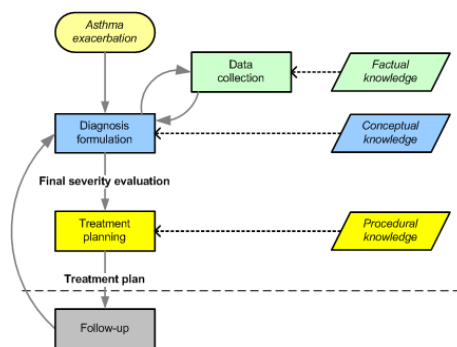 Asthma
exacerbation
Data
collection
Factual
knowledge
Diagnosis
formulation
Conceptual
knowledge
Final severity evaluation
Treatment
planning
Procedural
knowledge
Treatment plan
Follow-up